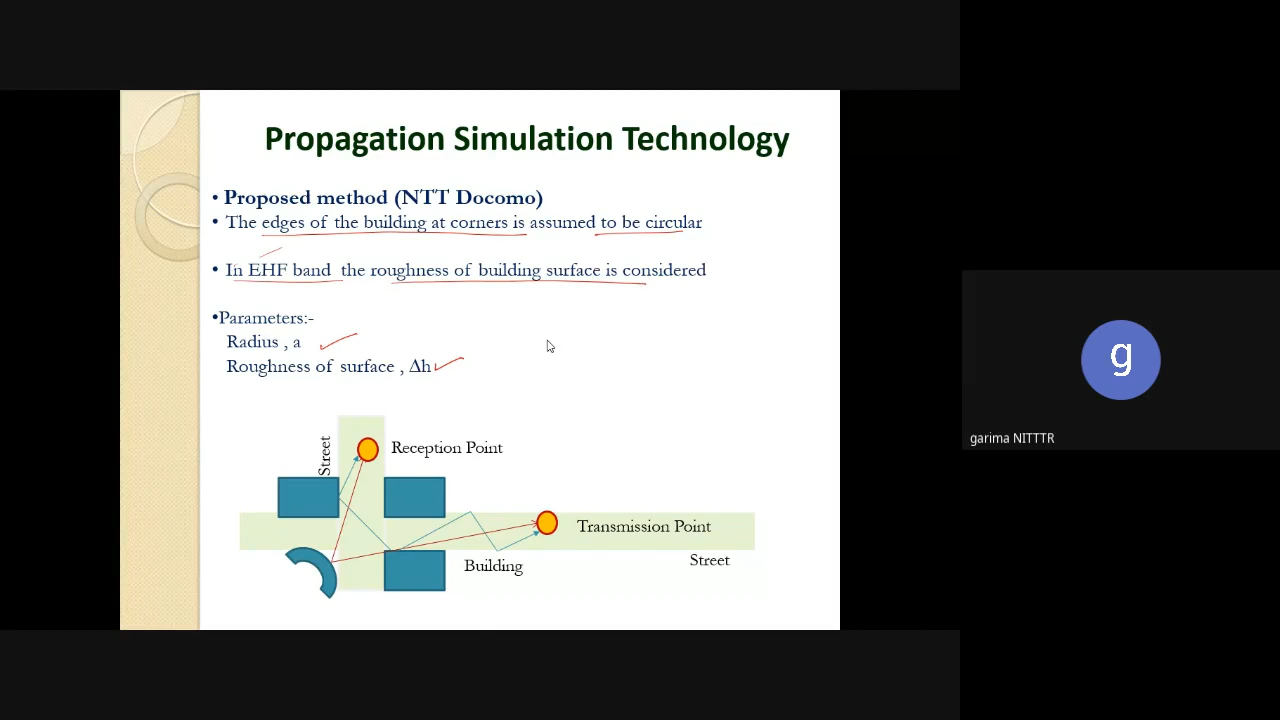 Propagation Simulation Technology
• Proposed method (NTT Docomo)
• The edges of the building at corners is assumed to be circular
• In EHF band the roughness of building surface is considered
•Parameters:-
Radius , a
Roughness of surface , Δh
Street
Reception Point
Transmission Point
Building
Street
g
garima NITTTR